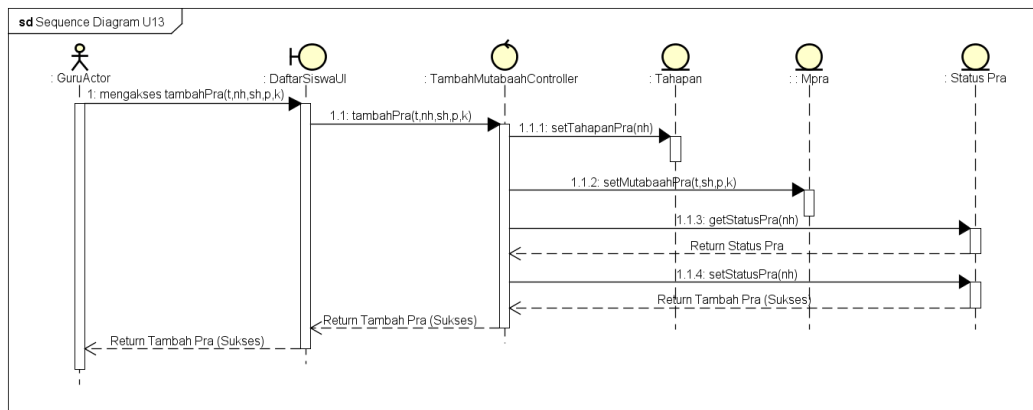 sd Sequence Diagram U13
: GuruActor
: DaftarSiswaUI
: TambahMutabaahController
: Tahapan
: : Mpra
: Status Pra
1: mengakses tambahPra(t,nh,sh,p,k)
1.1: tambahPra(t,nh,sh,p,k)
1.1.1: setTahapanPra(nh)
1.1.2: setMutabaahPra(t,sh,p,k)
1.1.3: getStatusPra(nh)
Return Status Pra
1.1.4: setStatusPra(nh)
Return Tambah Pra (Sukses)
Return Tambah Pra (Sukses)
Return Tambah Pra (Sukses)